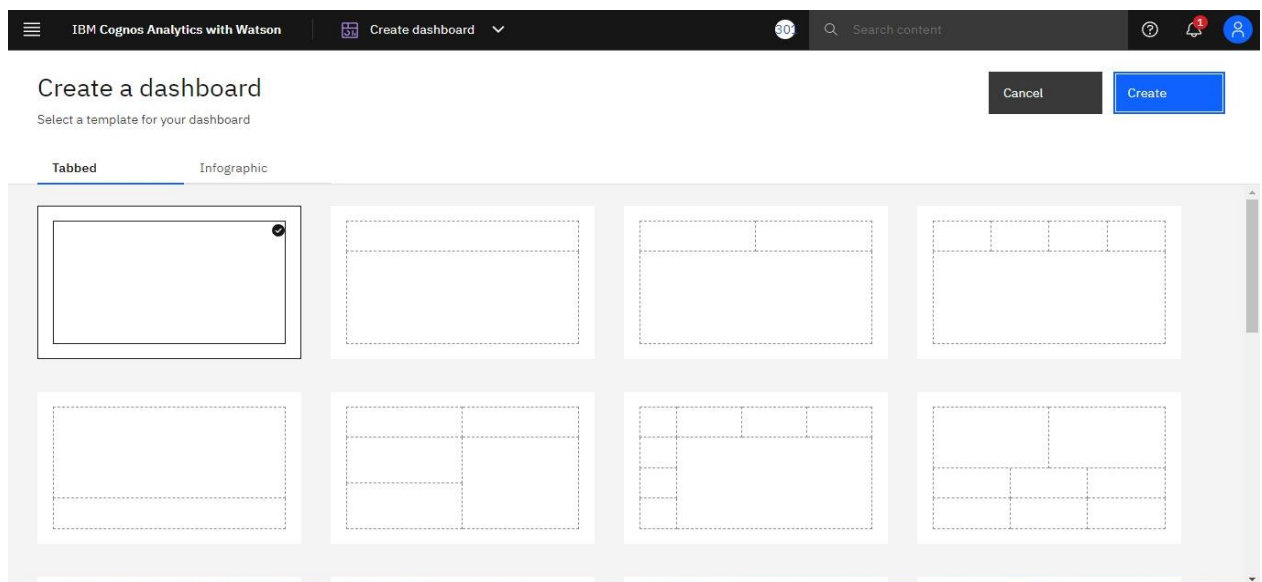 IBM Cognos Analytics with Watson
Create dashboard
Search content
1
Create a dashboard
Cancel
Create
Select a template for your dashboard
Tabbed
Infographic